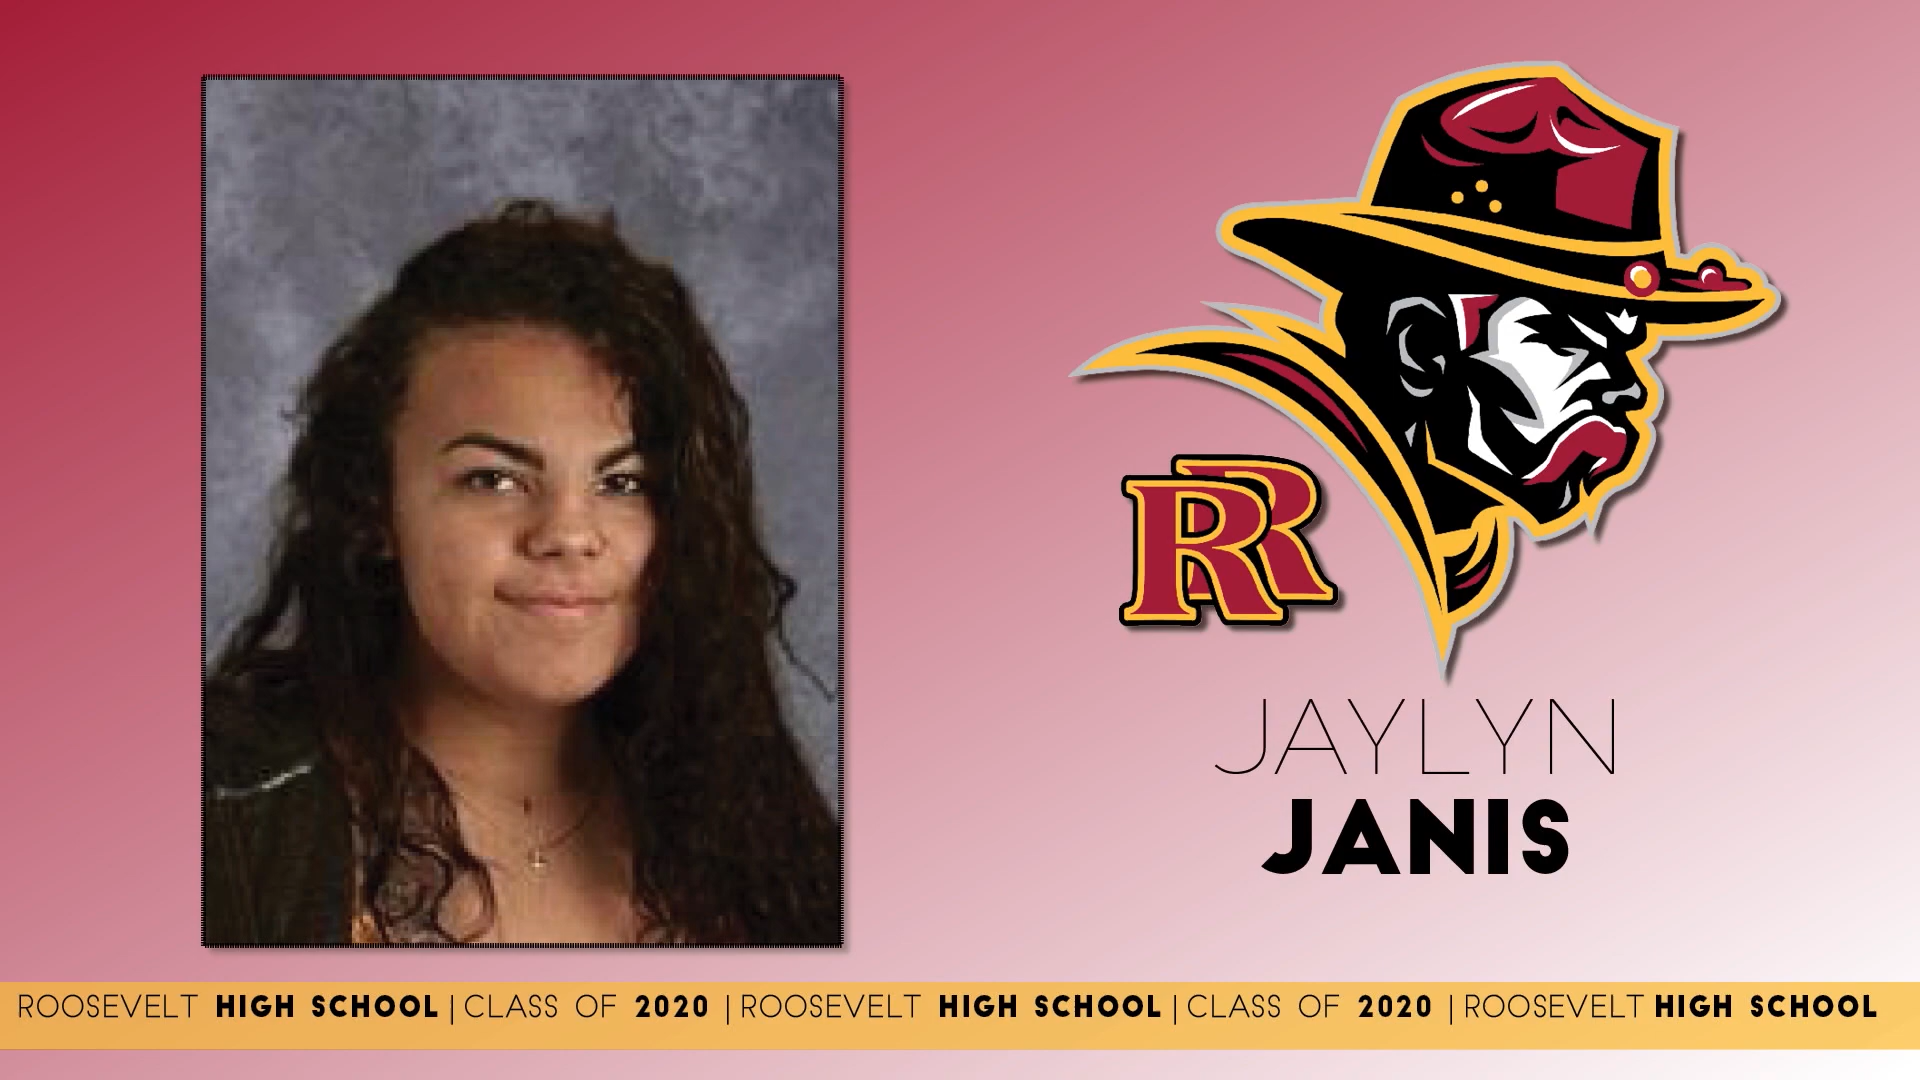 RR
JAYLYN
JANIS
ROOSEVELT HIGH SCHOOL | CLASS OF 2020 | ROOSEVELT HIGH SCHOOL | CLASS OF 2020 | ROOSEVELT HIGH SCHOOL